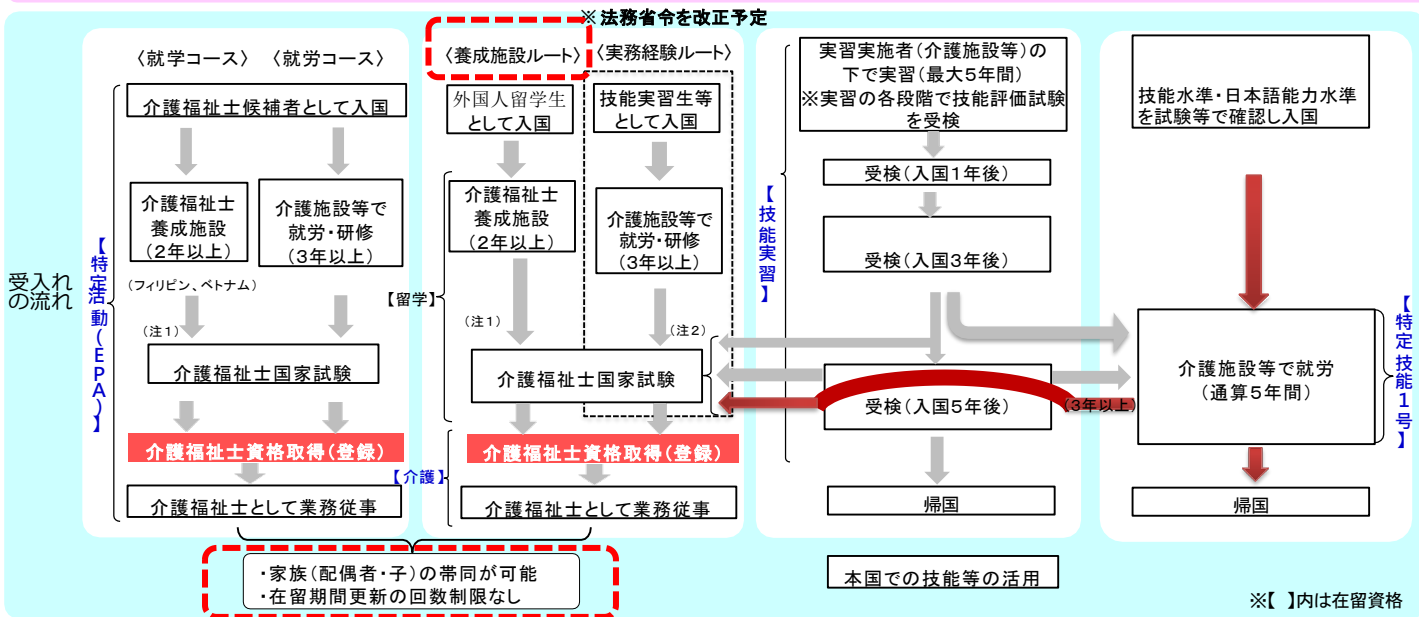 ※法務省令を改正予定
受入れ
の流れ
〈就学コース〉
〈就労コース〉
介護福祉士候補者として入国
介護福祉士
養成施設
(2年以上)
介護施設等で
就労・研修
(3年以上)
【特定活動(EPA)】
(フィリピン、ベトナム)
(注1)
介護福祉士国家試験
介護福祉士資格取得(登録)
介護福祉士として業務従事
〈養成施設ルート〉
〈実務経験ルート〉
外国人留学生
として入国
技能実習生等
として入国
介護福祉士
養成施設
(2年以上)
介護施設等で
就労・研修
(3年以上)
【留学】
(注1)
(注2)
介護福祉士国家試験
介護福祉士資格取得(登録)
【介護】
介護福祉士として業務従事
・家族(配偶者・子)の帯同が可能
・在留期間更新の回数制限なし
実習実施者(介護施設等)の
下で実習(最大5年間)
※実習の各段階で技能評価試験
を受検
【技能実習】
受検(入国1年後)
受検(入国3年後)
受検(入国5年後)
帰国
本国での技能等の活用
技能水準・日本語能力水準
を試験等で確認し入国
(3年以上)
介護施設等で就労
(通算5年間)
【特定技能1号】
帰国
※【 】内は在留資格